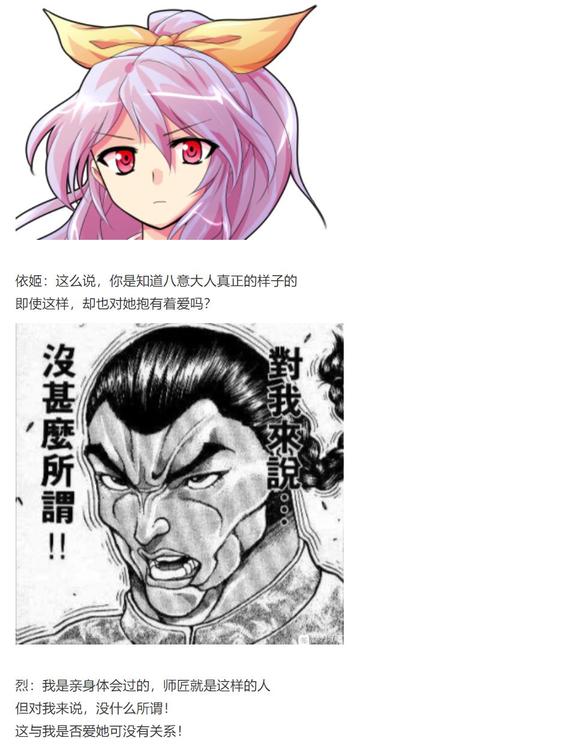 依姬：这么说，你是知道八意大人真正的样子的
即使这样，却也对她抱有着爱吗？
對我來說…
沒甚麼所謂!!
烈：我是亲身体会过的，师匠就是这样的人
但对我来说，没什么所谓！
这与我是否爱她可没有关系！